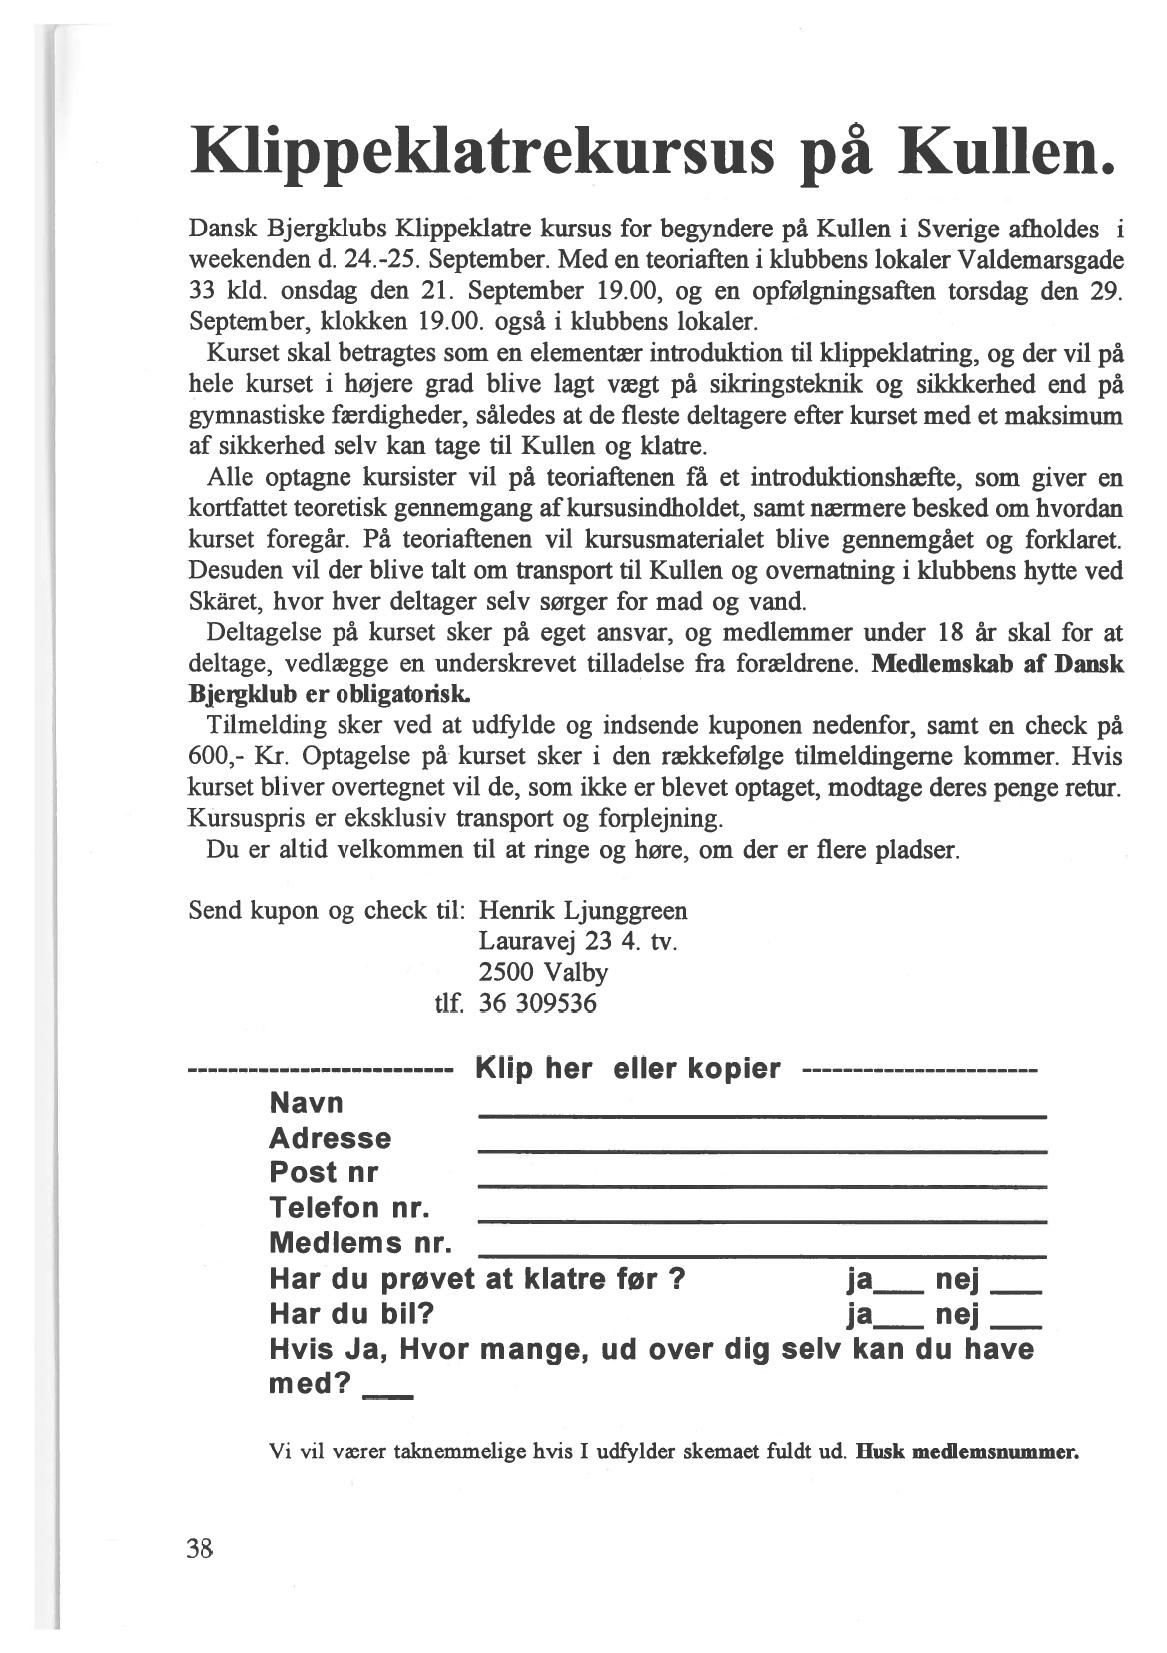 Klippeklatrekursus på Kullen.
Dansk Bjergklubs Klippeklatre kursus for begyndere på Kullen i Sverige afholdes i
weekenden d. 24.-25. September. Med en teoriaften i klubbens lokaler Valdemarsgade
33 kld. onsdag den 21. September 19.00, og en opfølgningsaften torsdag den 29.
September, klokken 19.00. også i klubbens lokaler.
Kurset skal betragtes som en elementær introduktion til klippeklatring, og der vil på
hele kurset i højere grad blive lagt vægt på sikringsteknik og sikkkerhed end på
gymnastiske færdigheder, således at de fleste deltagere efter kurset med et maksimum
af sikkerhed selv kan tage til Kullen og klatre.
Alle optagne kursister vil på teoriaftenen få et introduktionshæfte, som giver en
kortfattet teoretisk gennemgang af kursusindholdet, samt nærmere besked om hvordan
kurset foregår. På teoriaftenen vil kursusmaterialet blive gennemgået og forklaret.
Desuden vil der blive talt om transport til Kullen og overnatning i klubbens hytte ved
Skäret, hvor hver deltager selv sørger for mad og vand.
Deltagelse på kurset sker på eget ansvar, og medlemmer under 18 år skal for at
deltage, vedlægge en underskrevet tilladelse fra forældrene. Medlemskab af Dansk
Bjergklub er obligatorisk.
Tilmelding sker ved at udfylde og indsende kuponen nedenfor, samt en check på
600,- Kr. Optagelse på kurset sker i den rækkefølge tilmeldingerne kommer. Hvis
kurset bliver overtegnet vil de, som ikke er blevet optaget, modtage deres penge retur.
Kursuspris er eksklusiv transport og forplejning.
Du er altid velkommen til at ringe og høre, om der er flere pladser.
Send kupon og check til: Henrik Ljunggreen
Lauravej 23 4. tv.
2500 Valby
tlf. 36 309536
-------------------------- Klip her eller kopier -----------------------
Navn
Adresse
Post nr
Telefon nr.
Medlems nr.
Har du prøvet at klatre før ? ja___ nej ___
Har du bil? ja___ nej ___
Hvis Ja, Hvor mange, ud over dig selv kan du have
med? ___
Vi vil værer taknemmelige hvis I udfylder skemaet fuldt ud. Husk medlemsnummer.
38